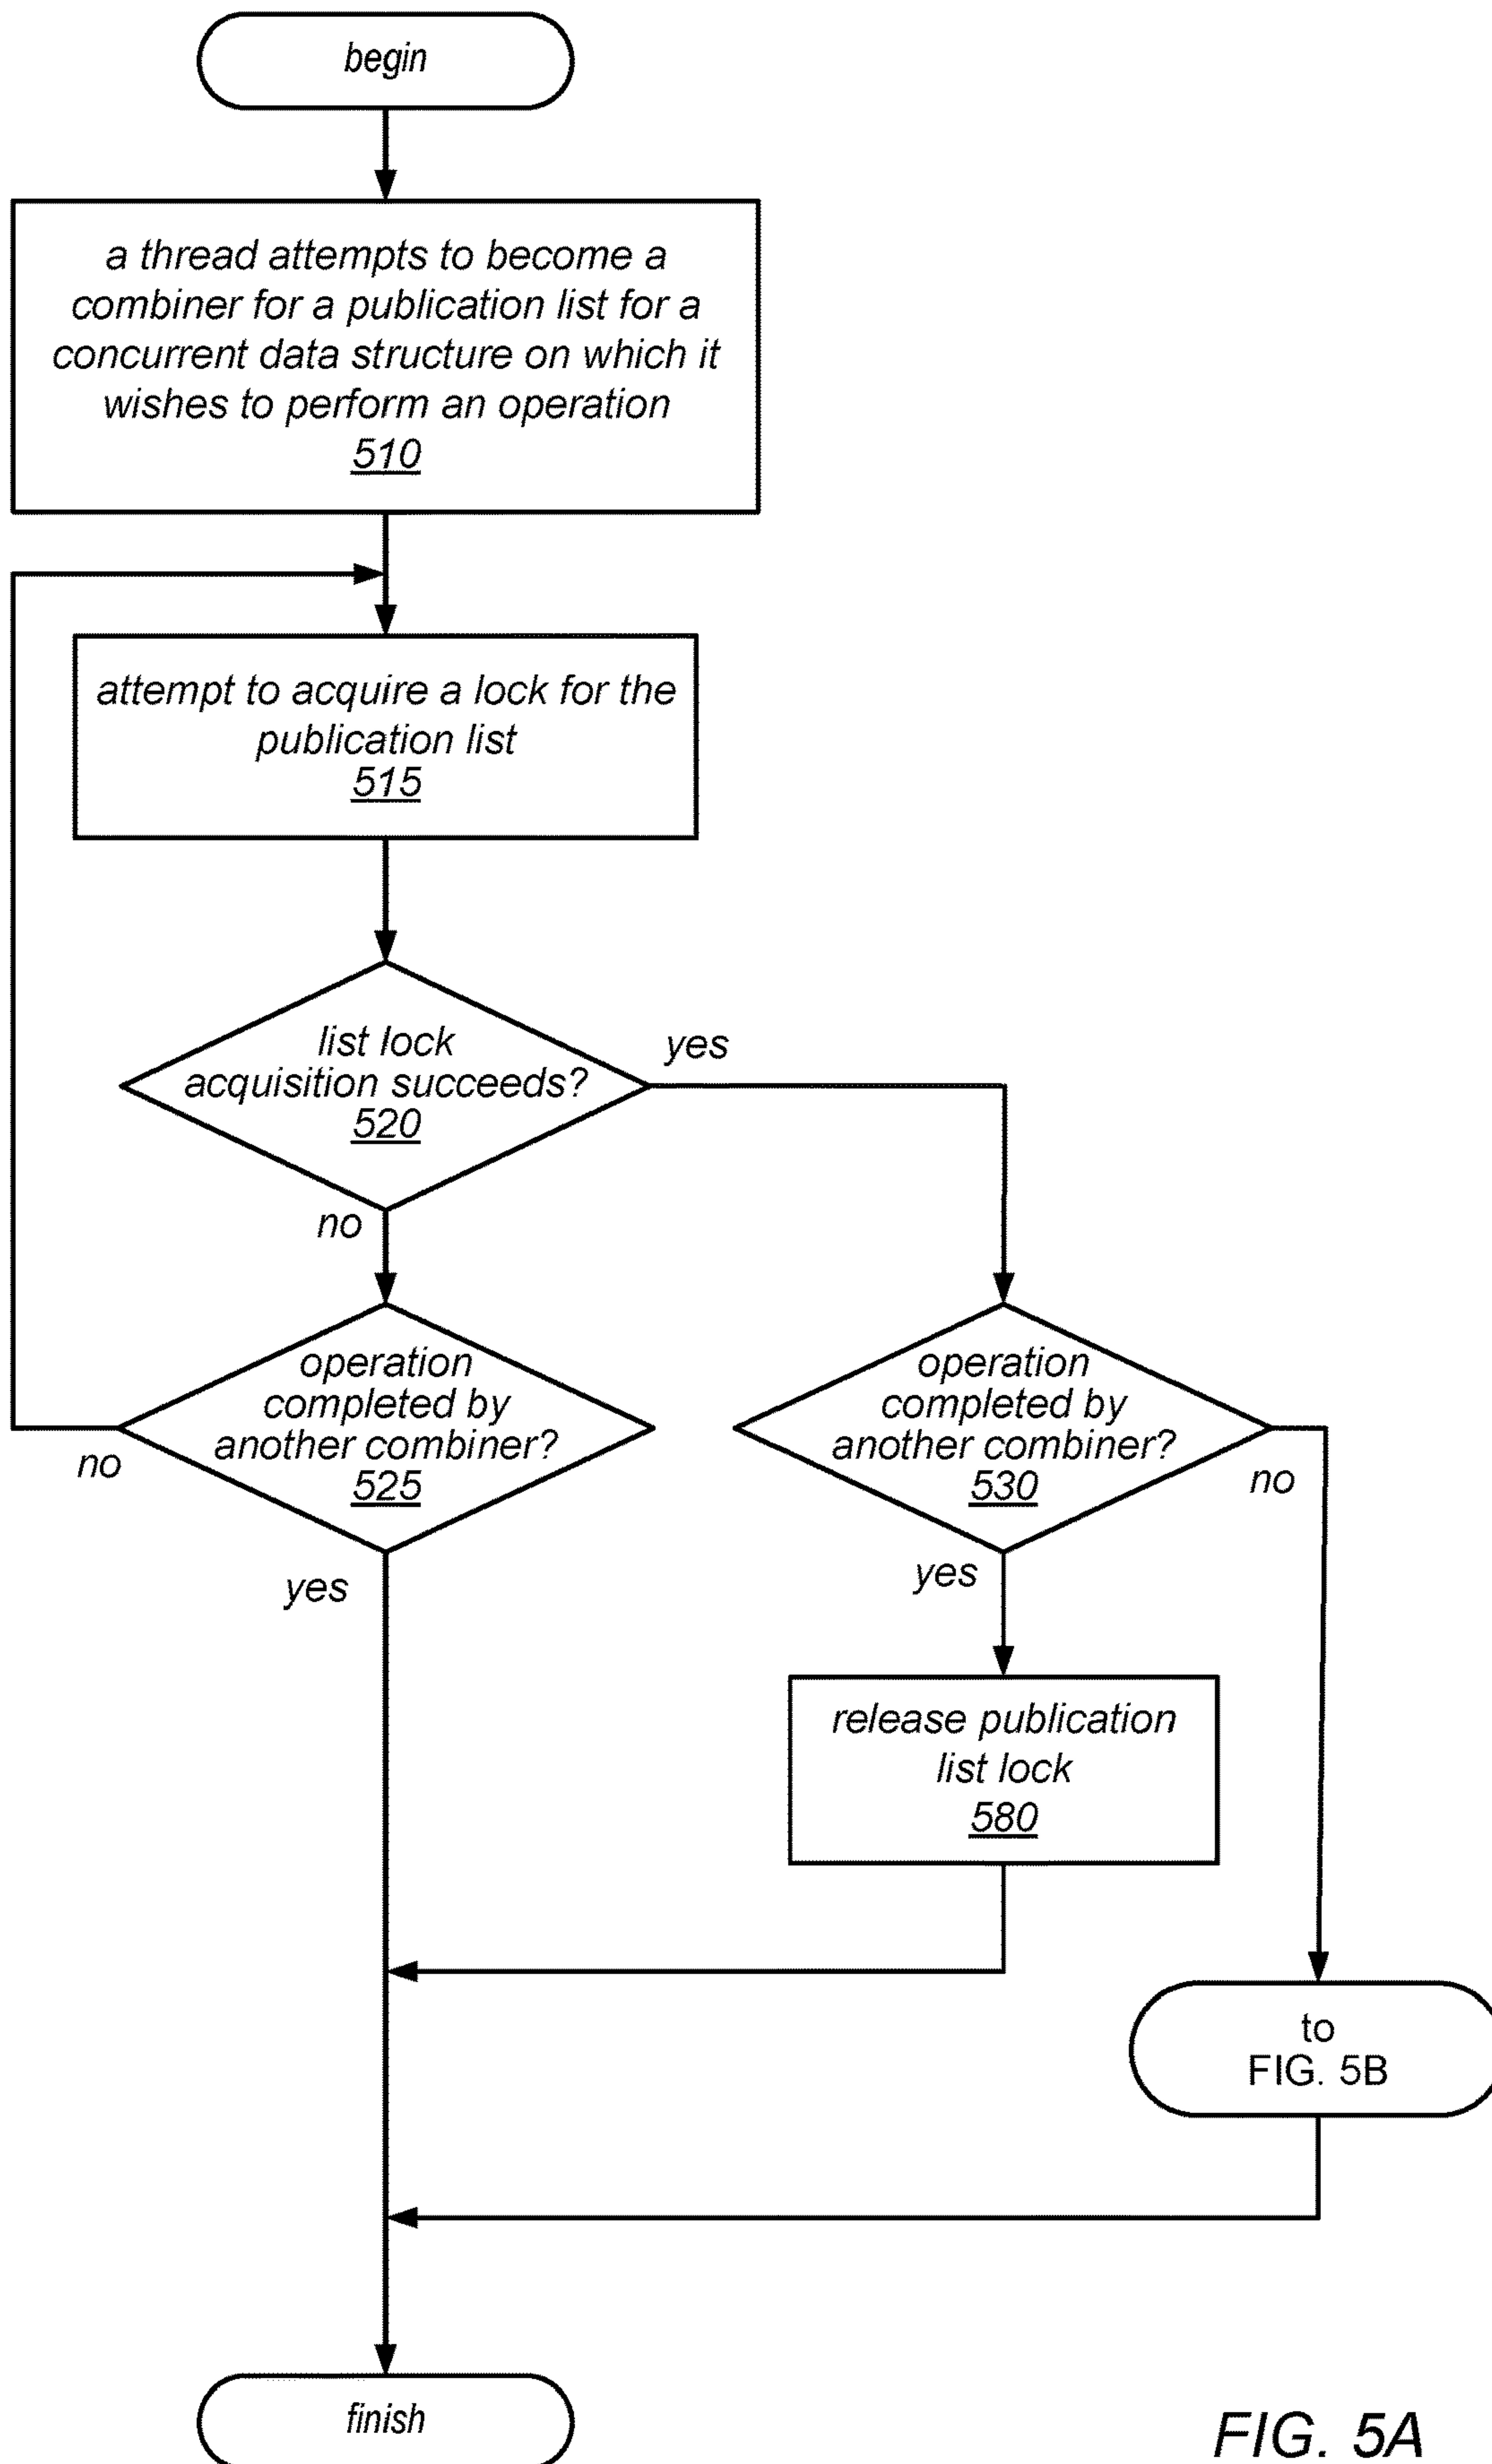 begin
a thread attempts to become a
combiner for a publication list for a
concurrent data structure on which it
wishes to perform an operation
510
attempt to acquire a lock for the
publication list
515
list lock
acquisition succeeds?
520
yes
no
operation
completed by
another combiner?
525
no
yes
operation
completed by
another combiner?
530
no
yes
release publication
list lock
580
to
FIG. 5B
finish
FIG. 5A